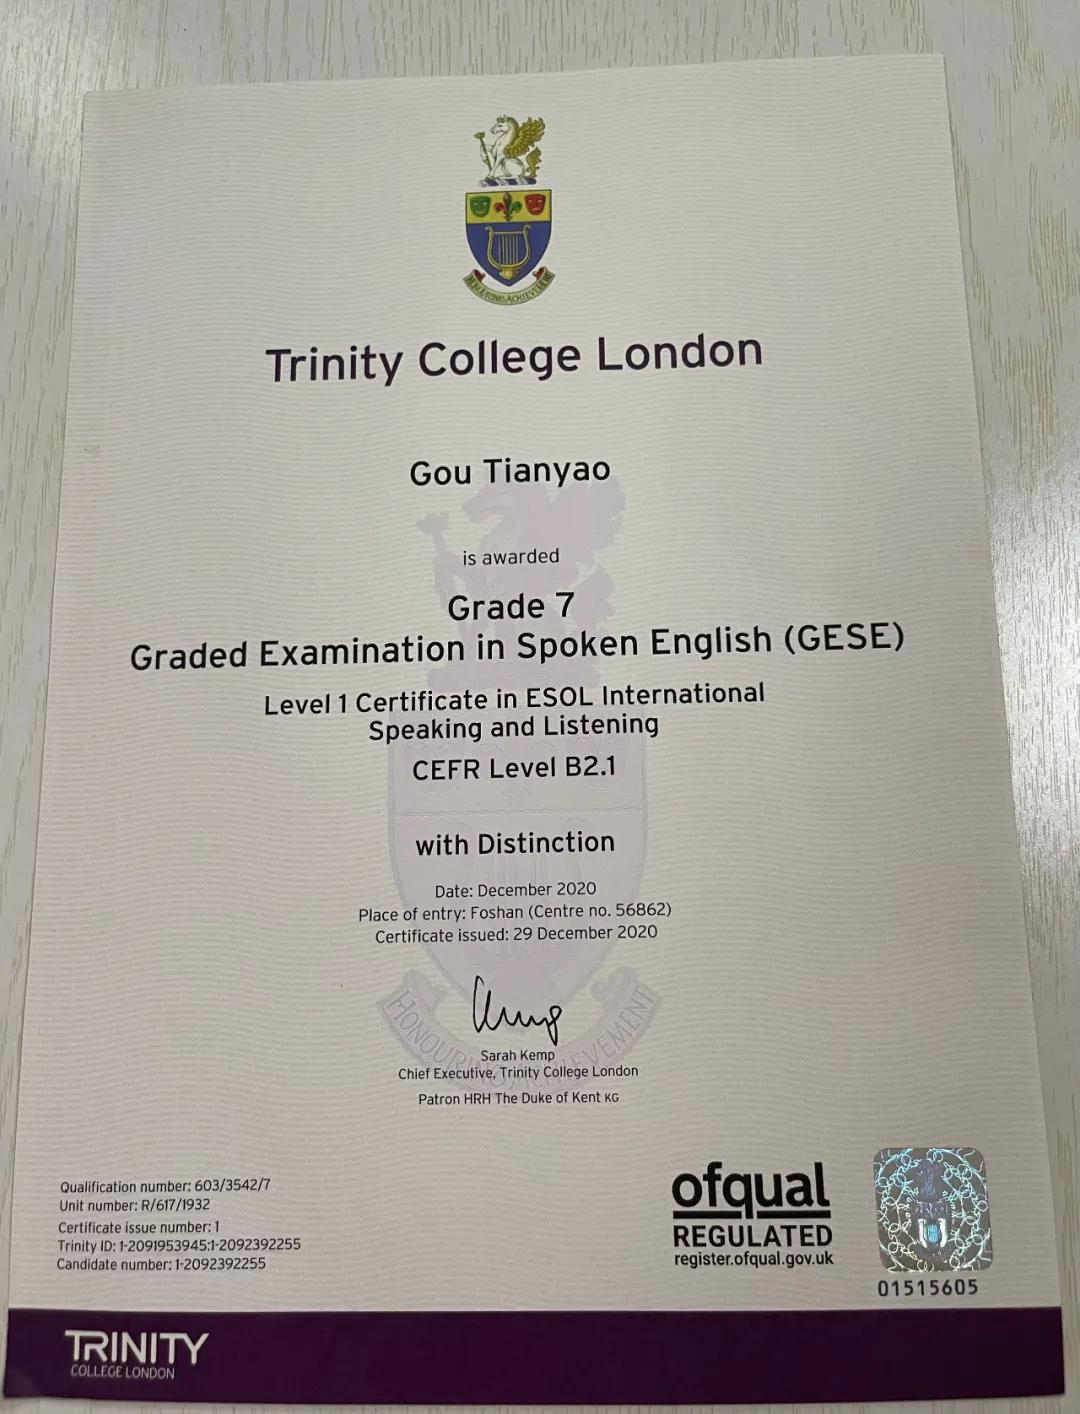 HONOURING ACHIEVEMENT
Trinity College London
Gou Tianyao
is awarded
Grade 7
Graded Examination in Spoken English (GESE)
Level 1 Certificate in ESOL International
Speaking and Listening
CEFR Level B2.1
with Distinction
Date: December 2020
Place of entry: Foshan (Centre no. 56862)
Certificate issued: 29 December 2020
HONOURING ACHIEVEMENT
Sarah Kemp
Chief Executive, Trinity College London
Patron HRH The Duke of Kent KG
Qualification number: 603/3542/7
Unit number: R/617/1932
Certificate issue number: 1
Trinity ID: 1-2091953945:1-2092392255
Candidate number: 1-2092392255
ofqual
REGULATED
register.ofqual.gov.uk
01515605
TRINITY
COLLEGE LONDON